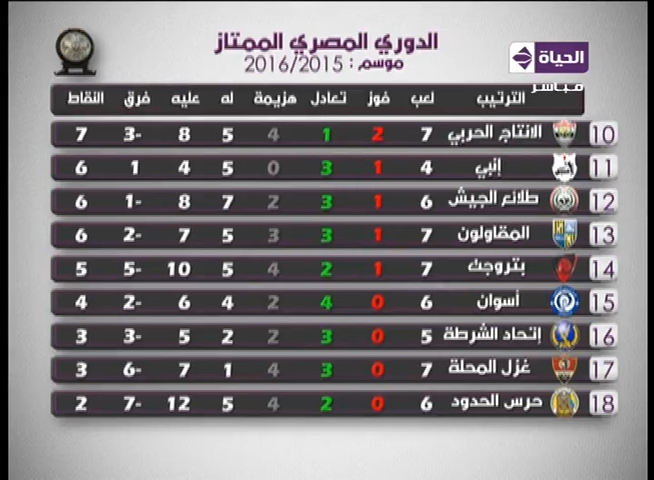 الدوري المصري الممتاز
موسم : 2016/2015
الحياة
مباشر
الترتيب لعب فوز تعادل هزيمة له عليه فرق النقاط
10 الانتاج الحربي 7 2 1 4 5 8 3- 7
11 إنبي 4 1 3 0 5 4 1 6
12 طلائع الجيش 6 1 3 2 7 8 1- 6
13 المقاولون 7 1 3 3 5 7 2- 6
14 بتروجت 7 1 2 4 5 10 5- 5
15 أسوان 6 0 4 2 4 6 2- 4
16 إتحاد الشرطة 5 0 3 2 2 5 3- 3
17 غزل المحلة 7 0 3 4 1 7 6- 3
18 حرس الحدود 6 0 2 4 5 12 7- 2